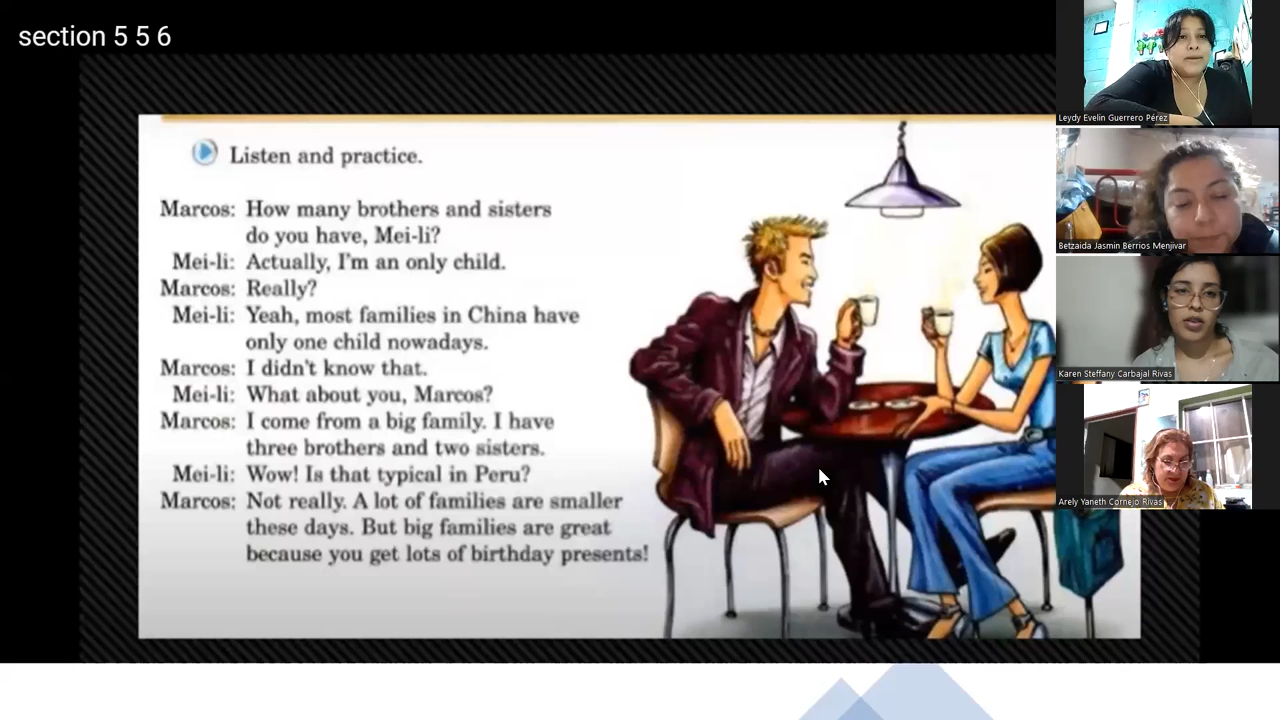 section 5 5 6
Listen and practice.
Marcos: How many brothers and sisters
do you have, Mei-li?
Mei-li: Actually, I'm an only child.
Marcos: Really?
Mei-li: Yeah, most families in China have
only one child nowadays.
Marcos: I didn't know that.
Mei-li: What about you, Marcos?
Marcos: I come from a big family. I have
three brothers and two sisters.
Mei-li: Wow! Is that typical in Peru?
Marcos: Not really. A lot of families are smaller
these days. But big families are great
because you get lots of birthday presents!
Leydy Evelin Guerrero Pérez
Betzaida Jasmin Berrios Menjivar
Karen Steffany Carbajal Rivas
Arely Yaneth Cornejo Rivas